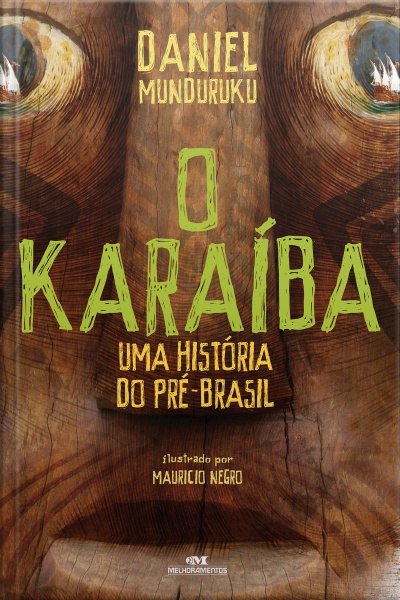 DANIEL
MUNDURUKU
O
KARAÍBA
UMA HISTÓRIA
DO PRÉ-BRASIL
ilustrado por
MAURICIO NEGRO
MELHORAMENTOS